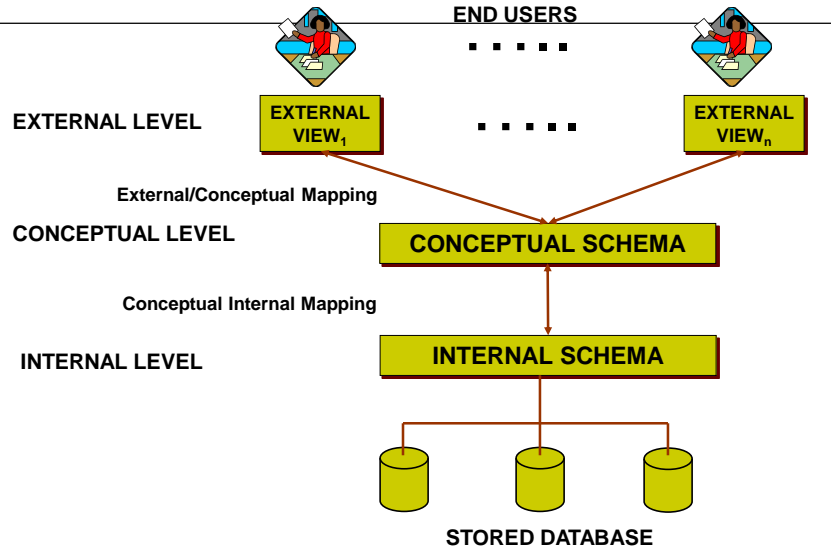 END USERS
EXTERNAL LEVEL
EXTERNAL
VIEW1
EXTERNAL
VIEWn
External/Conceptual Mapping
CONCEPTUAL LEVEL
CONCEPTUAL SCHEMA
Conceptual Internal Mapping
INTERNAL LEVEL
INTERNAL SCHEMA
STORED DATABASE